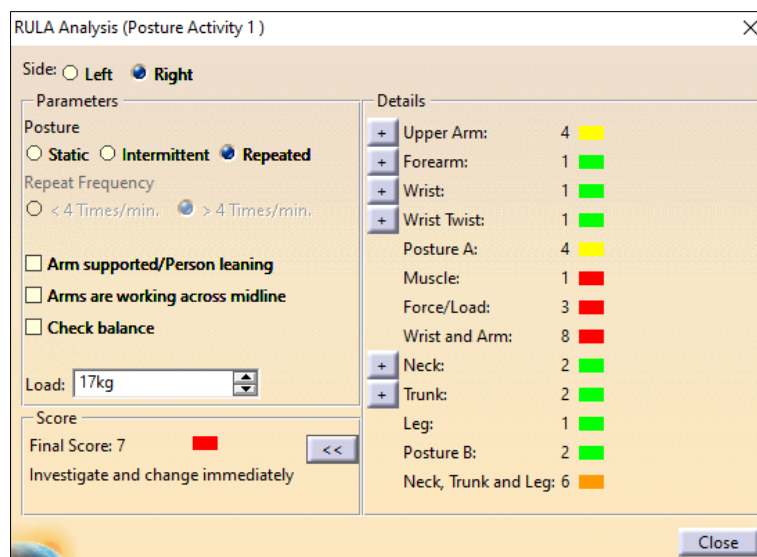 RULA Analysis (Posture Activity 1 )
Side: Left Right
Parameters
Posture
Static Intermittent Repeated
Repeat Frequency
< 4 Times/min. > 4 Times/min.
Arm supported/Person leaning
Arms are working across midline
Check balance
Load: 17kg
Score
Final Score: 7
<<
Investigate and change immediately
Details
+ Upper Arm: 4
+ Forearm: 1
+ Wrist: 1
+ Wrist Twist: 1
Posture A: 4
Muscle: 1
Force/Load: 3
Wrist and Arm: 8
+ Neck: 2
+ Trunk: 2
Leg: 1
Posture B: 2
Neck, Trunk and Leg: 6
Close